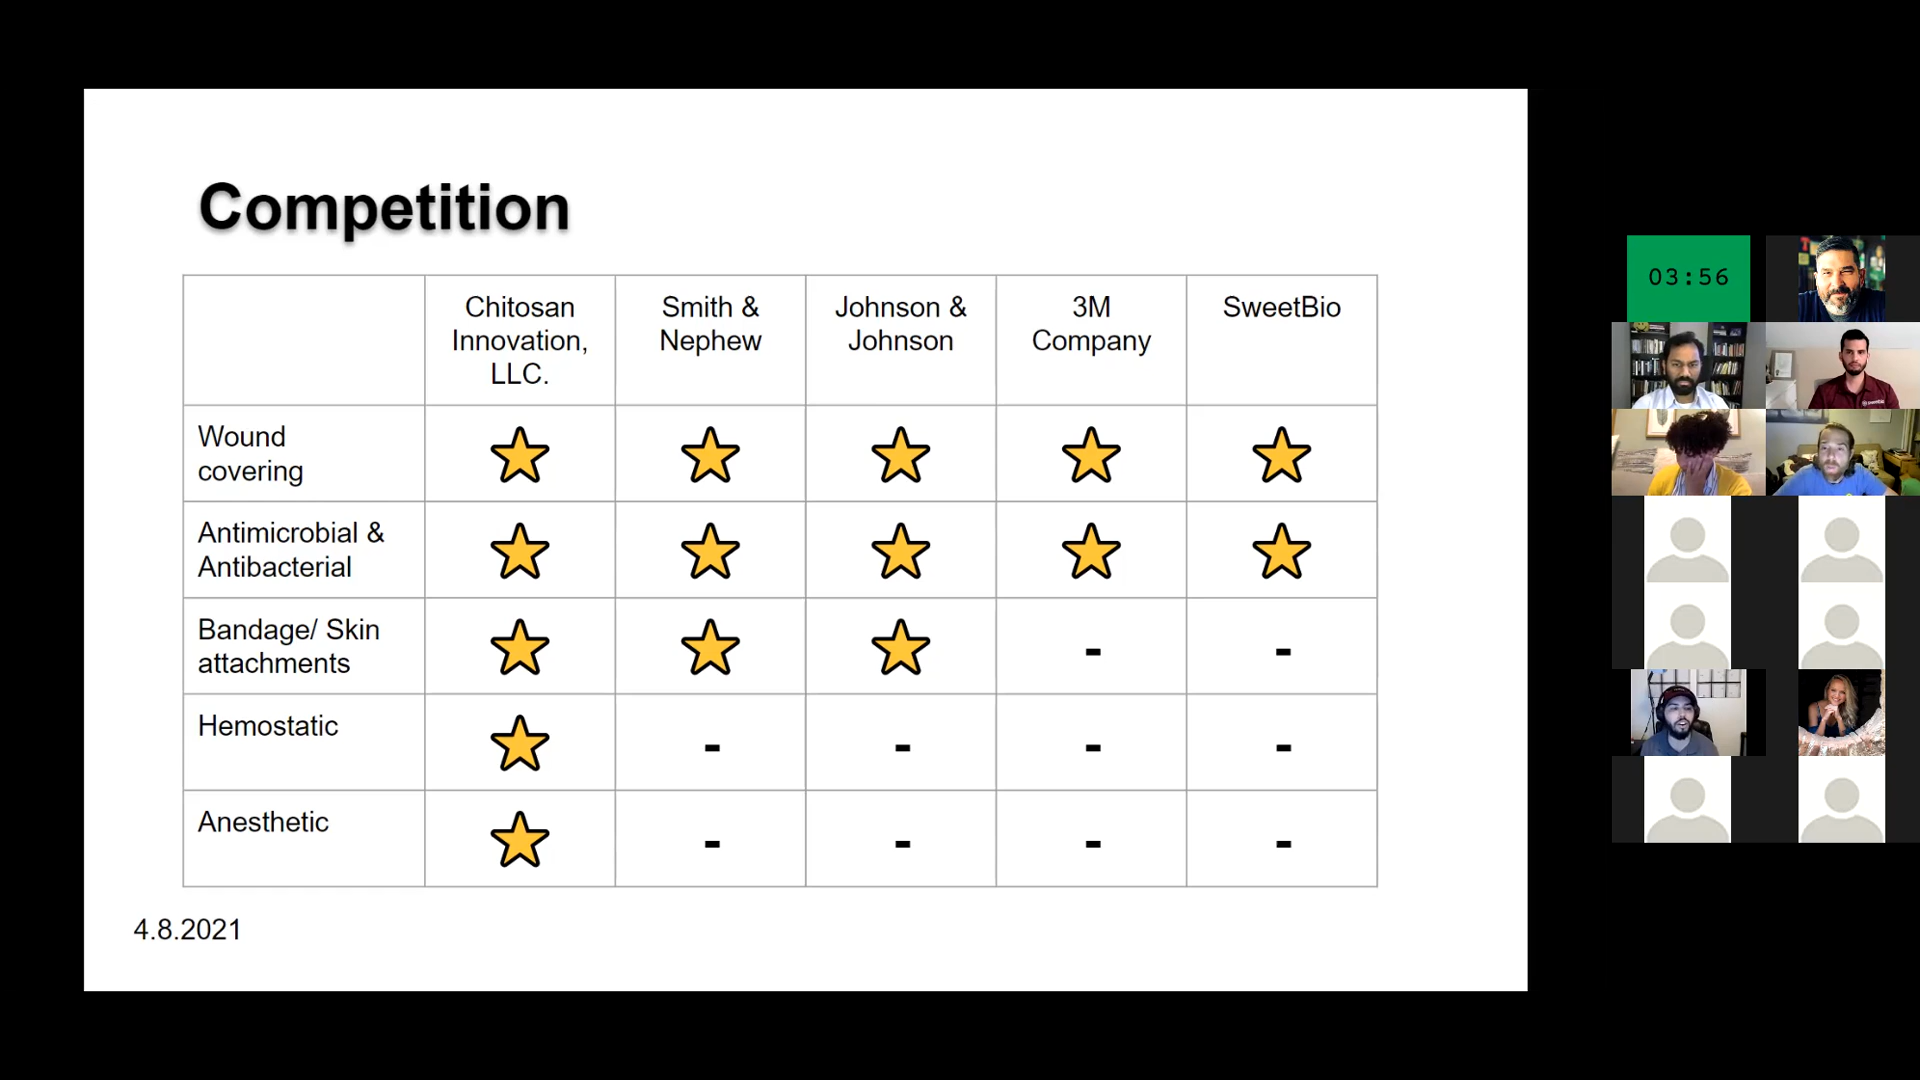 Competition
Chitosan
Innovation,
LLC.
Smith &
Nephew
Johnson &
Johnson
3M
Company
SweetBio
Wound
covering
Antimicrobial &
Antibacterial
Bandage/ Skin
attachments
- -
Hemostatic
- - - -
Anesthetic
- - - -
4.8.2021
03:56